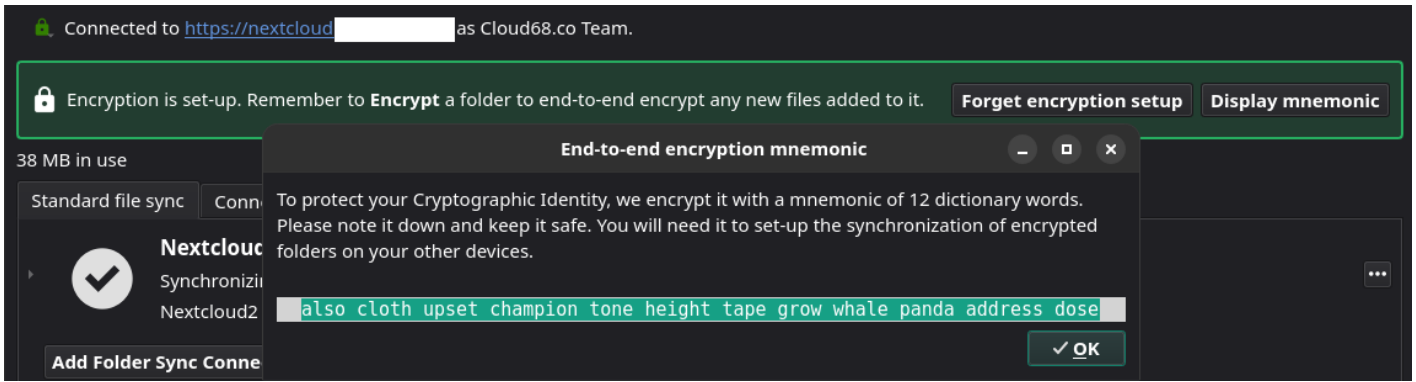 Connected to https://nextcloud as Cloud68.co Team.
Encryption is set-up. Remember to Encrypt a folder to end-to-end encrypt any new files added to it.
Forget encryption setup
Display mnemonic
38 MB in use
Standard file sync
End-to-end encryption mnemonic
To protect your Cryptographic Identity, we encrypt it with a mnemonic of 12 dictionary words.
Please note it down and keep it safe. You will need it to set-up the synchronization of encrypted
folders on your other devices.
also cloth upset champion tone height tape grow whale panda address dose
OK
Nextcloud
Nextcloud2
Add Folder Sync